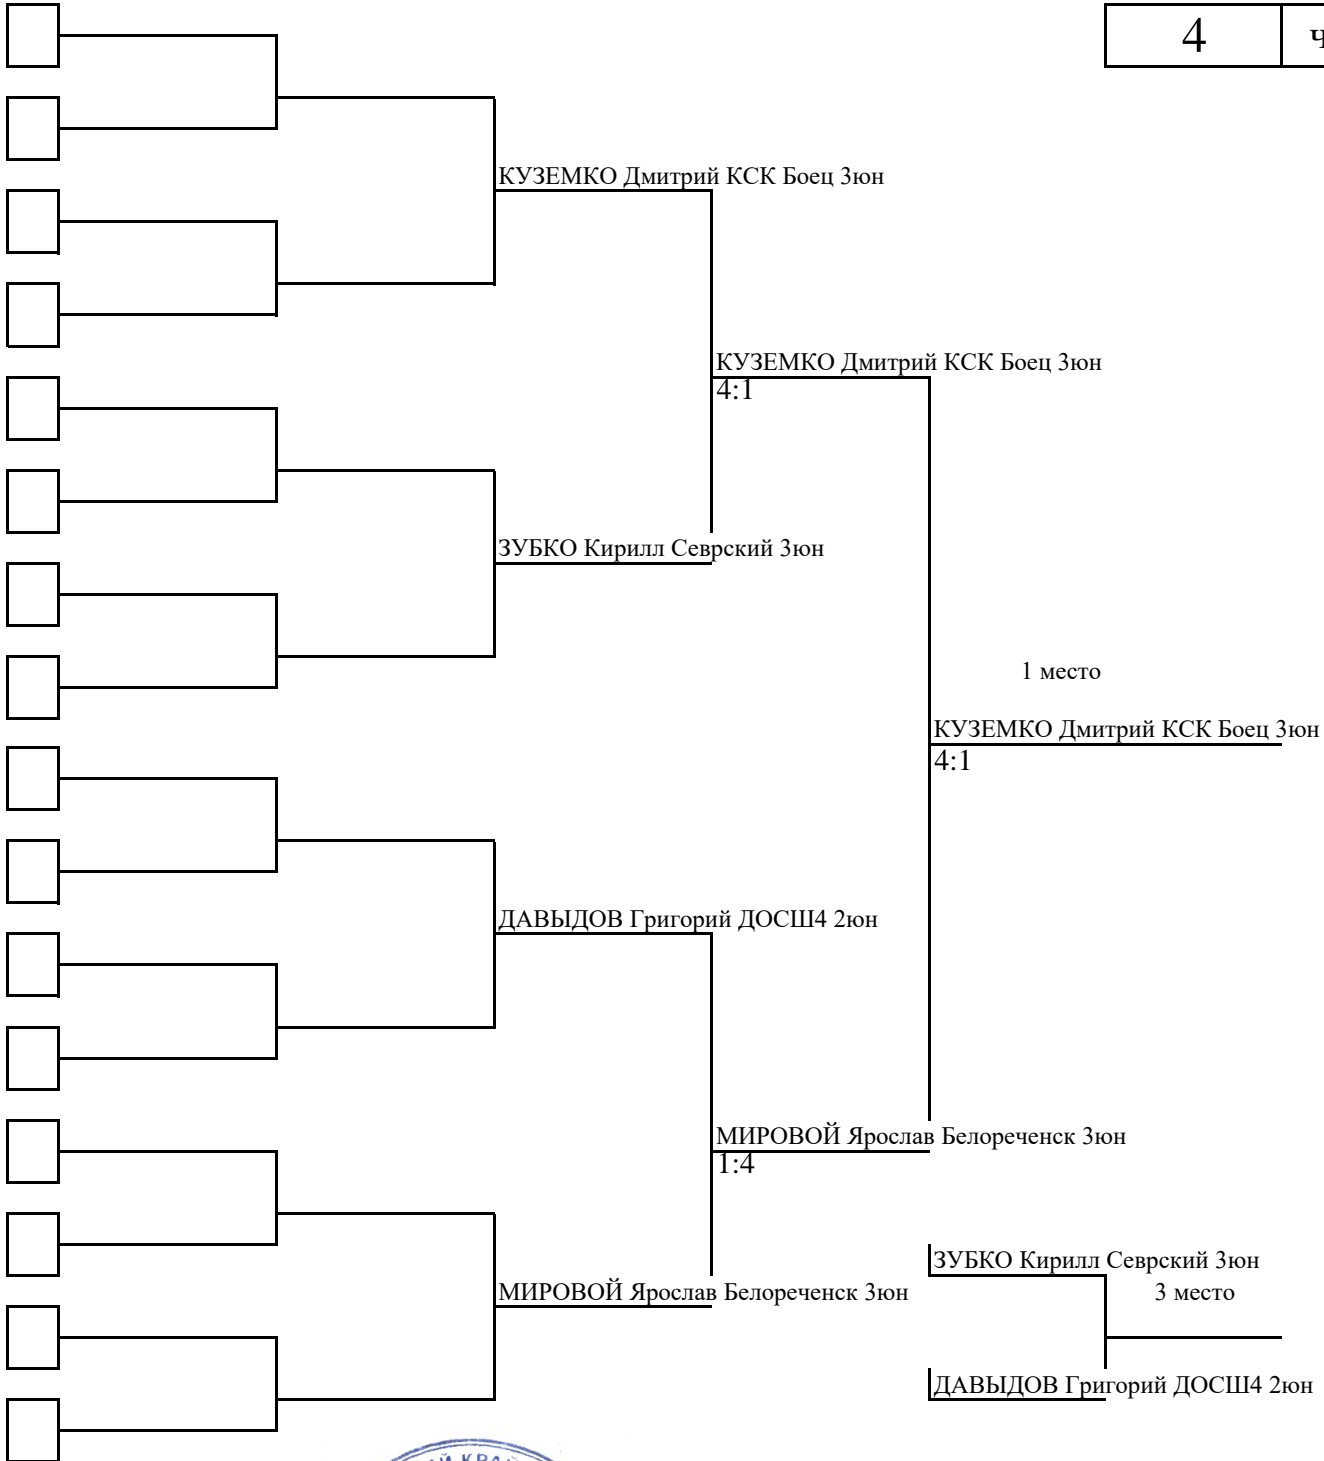 4
КУЗЕМКО Дмитрий КСК Боец 3юн
КУЗЕМКО Дмитрий КСК Боец 3юн
4:1
ЗУБКО Кирилл Севрский 3юн
1 место
КУЗЕМКО Дмитрий КСК Боец 3юн
4:1
ДАВЫДОВ Григорий ДОСШ4 2юн
МИРОВОЙ Ярослав Белореченск 3юн
1:4
ЗУБКО Кирилл Севрский 3юн
МИРОВОЙ Ярослав Белореченск 3юн
3 место
ДАВЫДОВ Григорий ДОСШ4 2юн